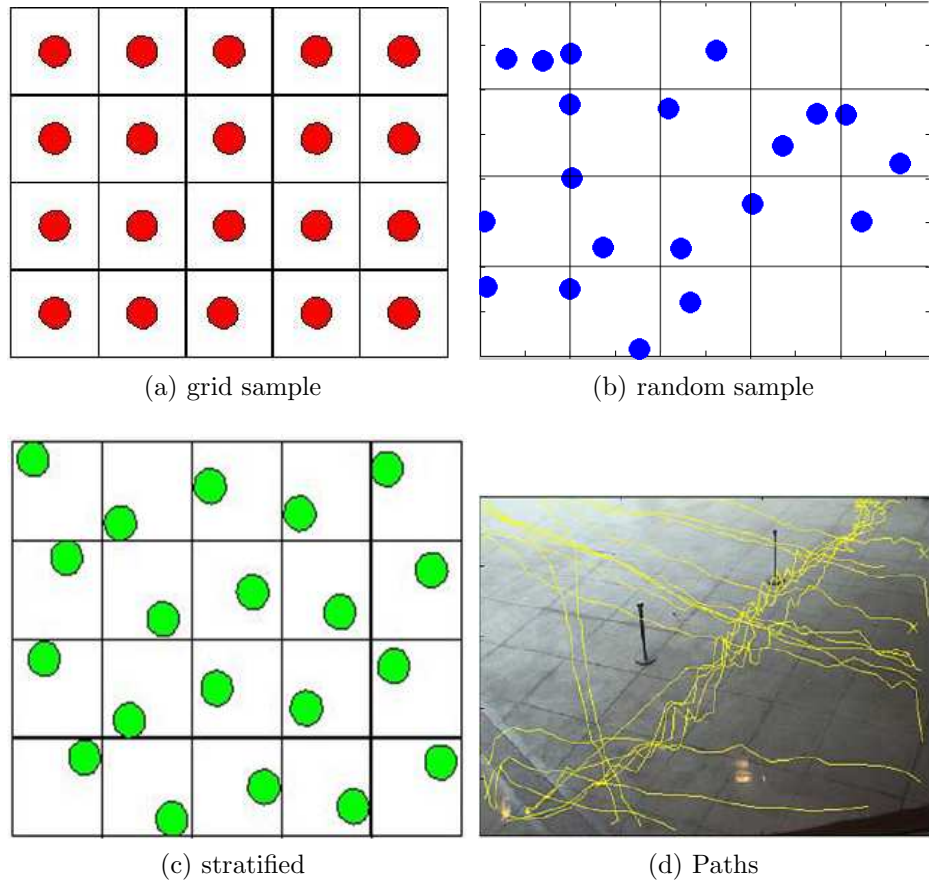 (a) grid sample
(b) random sample
(c) stratified
(d) Paths